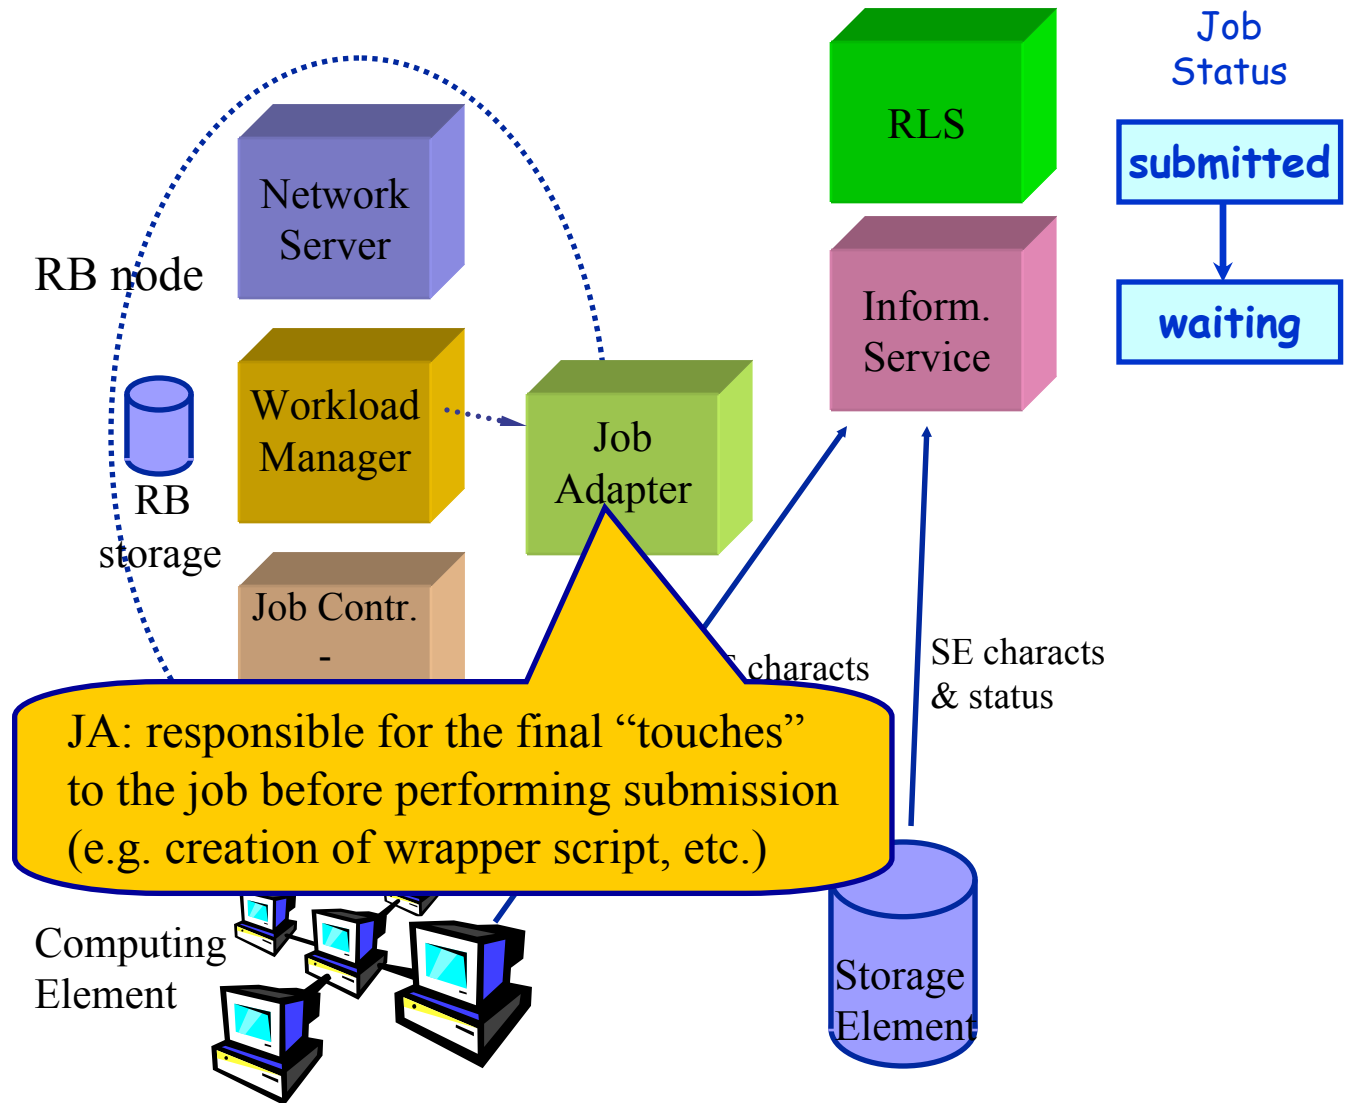 Job
Status
submitted
waiting
RLS
Inform.
Service
Network
Server
RB node
Workload
Manager
Job
Adapter
RB
storage
Job Contr.
-
characts
SE characts
& status
JA: responsible for the final “touches”
to the job before performing submission
(e.g. creation of wrapper script, etc.)
Computing
Element
Storage
Element